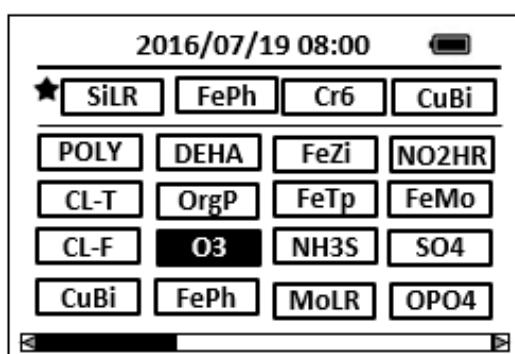 2016/07/19 08:00
SiLR FePh Cr6 CuBi
POLY DEHA FeZi NO2HR
CL-T OrgP FeTp FeMo
CL-F O3 NH3S SO4
CuBi FePh MoLR OPO4